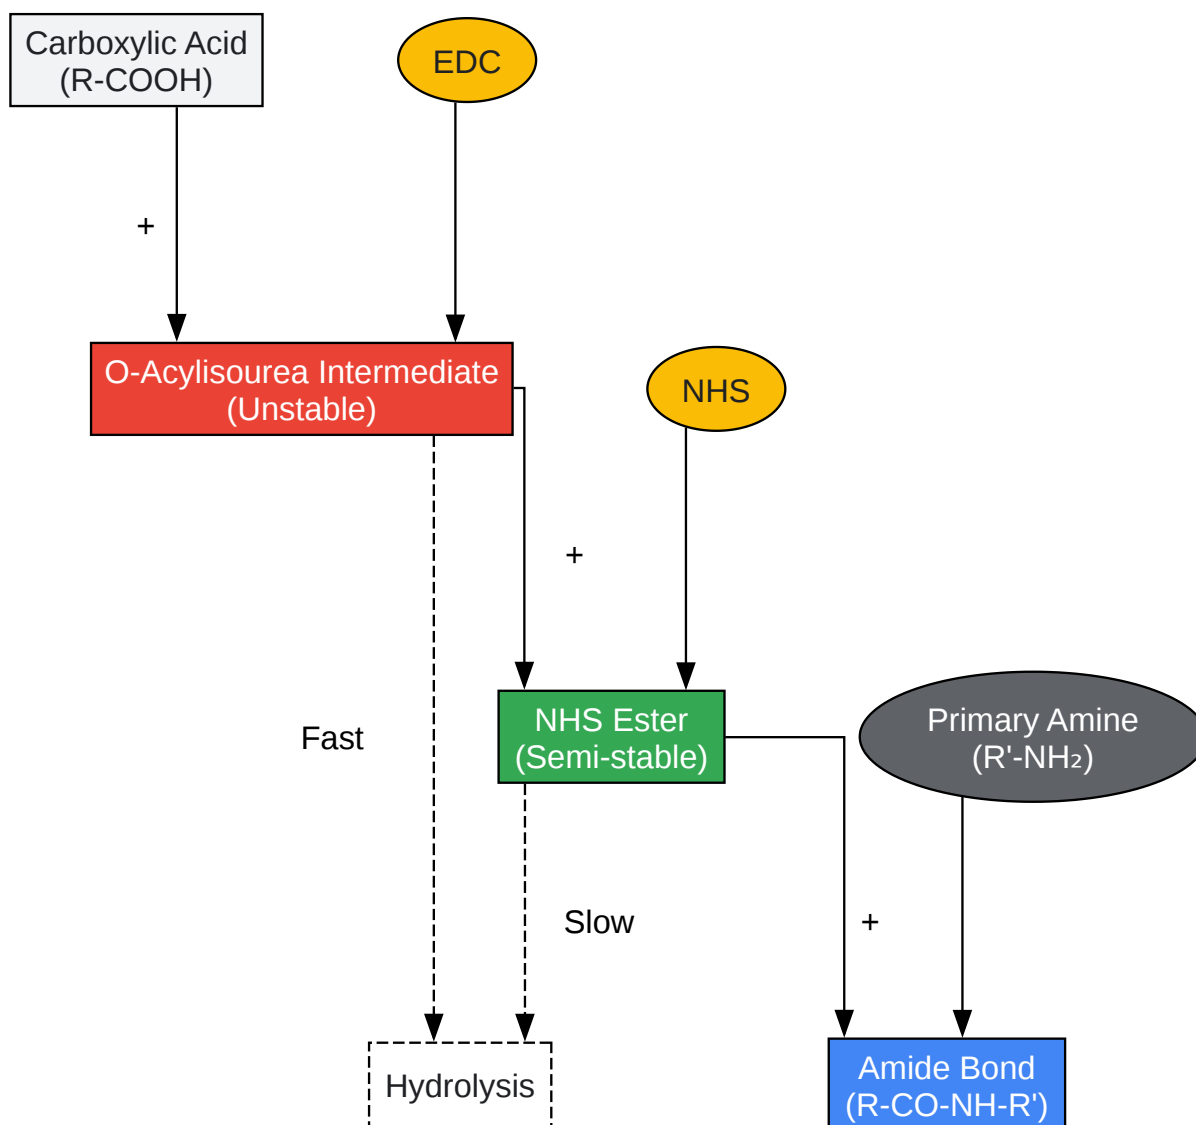 Carboxylic Acid
(R-COOH)
EDC
+
O-Acylisourea Intermediate
(Unstable)
NHS
+
NHS Ester
(Semi-stable)
Primary Amine
(R'-NH₂)
Fast
Slow
+
Hydrolysis
Amide Bond
(R-CO-NH-R')